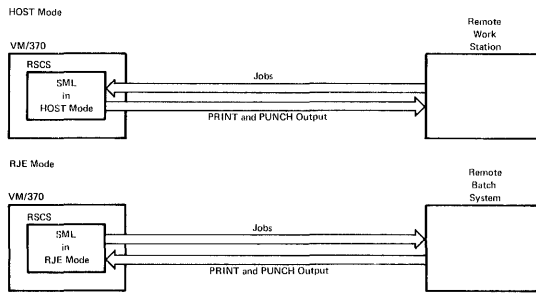 HOST Mode
Remote
Work
Station
VM/370
RSCS
SML
in
HOST Mode
Jobs
PRINT and PUNCH Output
RJE Mode
Remote
Batch
System
VM/370
RSCS
SML
in
RJE Mode
Jobs
PRINT and PUNCH Output